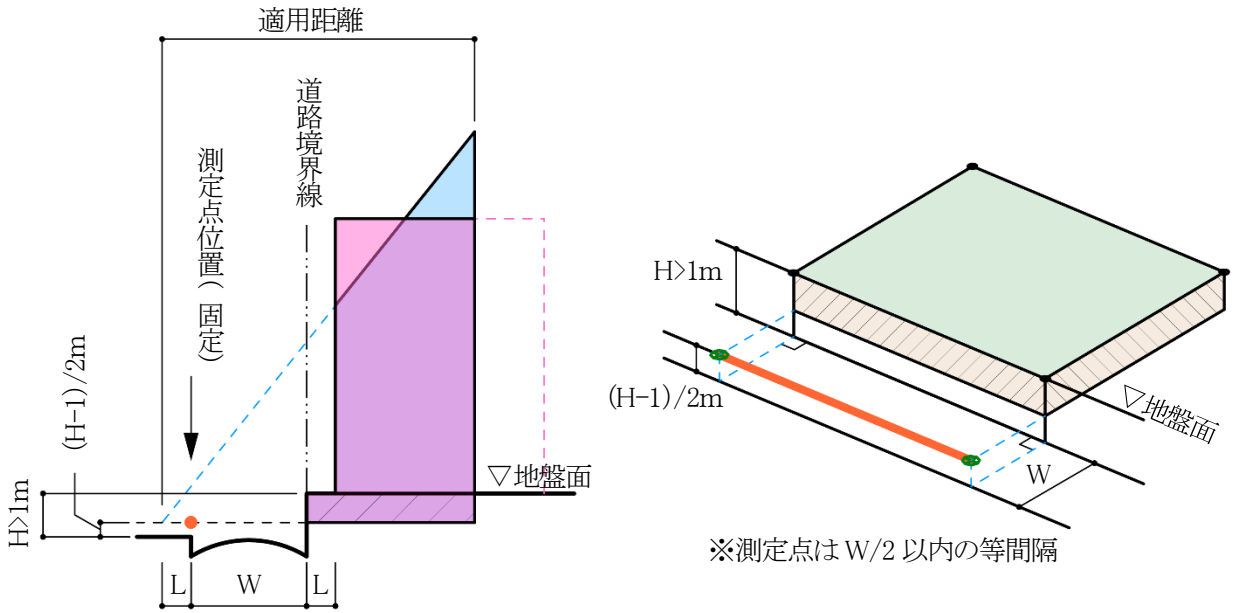 適用距離
道路境界線
測定点位置(固定)
(H-1)/2m
H>1m
▽地盤面
L
W
L
H>1m
(H-1)/2m
▽地盤面
W
※測定点はW/2以内の等間隔